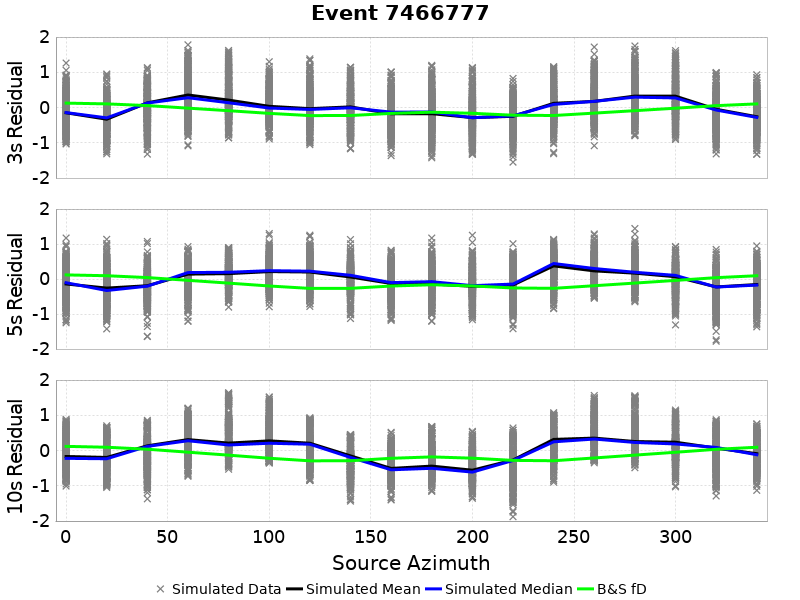 Event 7466777
3s Residual
2
1
0
-1
-2
5s Residual
2
1
0
-1
-2
10s Residual
2
1
0
-1
-2
0 50 100 150 200 250 300
Source Azimuth
Simulated Data Simulated Mean Simulated Median B&S fD